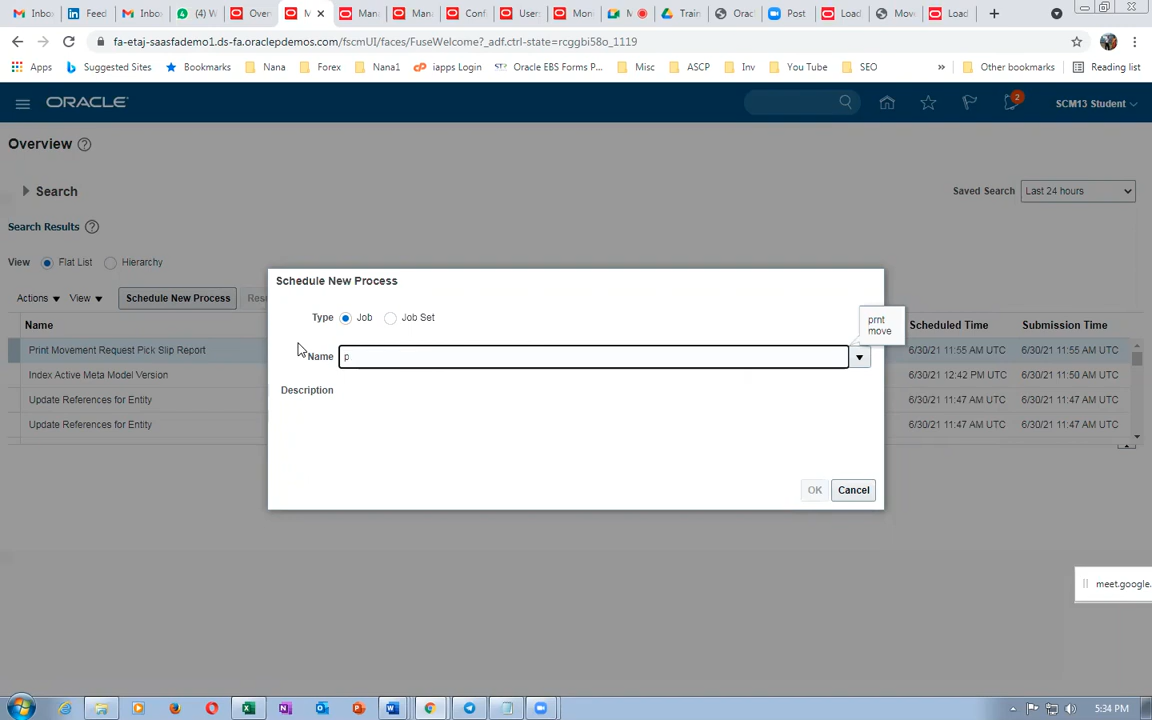 Inbo
Feed
Inbo
(4) W
Over
M
Mana
Man
Conf
User:
Mon
M
Train
Orac
Post
Load
Mov
Load
fa-etaj-saasfademo1.ds-fa.oraclepdemos.com/fscmUI/faces/FuseWelcome?_adf.ctrl-state=rcggbi58o_1119
Apps
Suggested Sites
Bookmarks
Nana
Forex
Nana1
iapps Login
Oracle EBS Forms P...
Misc
ASCP
Inv
You Tube
SEO
»
Other bookmarks
Reading list
ORACLE
2
SCM13 Student
Overview
Search
Saved Search
Last 24 hours
Search Results
View
Flat List
Hierarchy
Actions
View
Schedule New Process
Res
Name
Scheduled Time
Submission Time
Print Movement Request Pick Slip Report
6/30/21 11:55 AM UTC
6/30/21 11:55 AM UTC
Index Active Meta Model Version
6/30/21 12:42 PM UTC
6/30/21 11:50 AM UTC
Update References for Entity
6/30/21 11:47 AM UTC
6/30/21 11:47 AM UTC
Update References for Entity
6/30/21 11:47 AM UTC
6/30/21 11:47 AM UTC
Schedule New Process
Type
Job
Job Set
prnt
move
Name
p
Description
OK
Cancel
meet.google.
5:34 PM